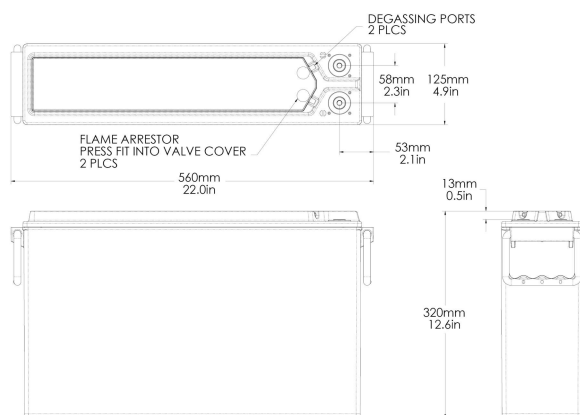 DEGASSING PORTS
2 PLCS
58mm
2.3in
125mm
4.9in
FLAME ARRESTOR
PRESS FIT INTO VALVE COVER
2 PLCS
53mm
2.1in
560mm
22.0in
13mm
0.5in
320mm
12.6in